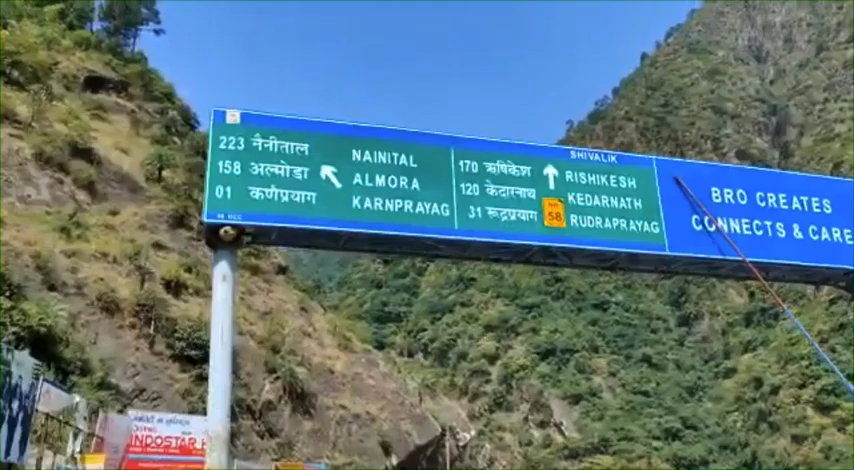 223 नैनीताल NAINITAL
158 अल्मोडा ALMORA
01 कर्णप्रयाग KARNPRAYAG
SHIVALIK
170 ऋषिकेश RISHIKESH
120 केदारनाथ KEDARNATH
58
31 रूद्रप्रयाग RUDRAPRAYAG
BRO CREATES
CONNECTS & CARE
INDOSTAR